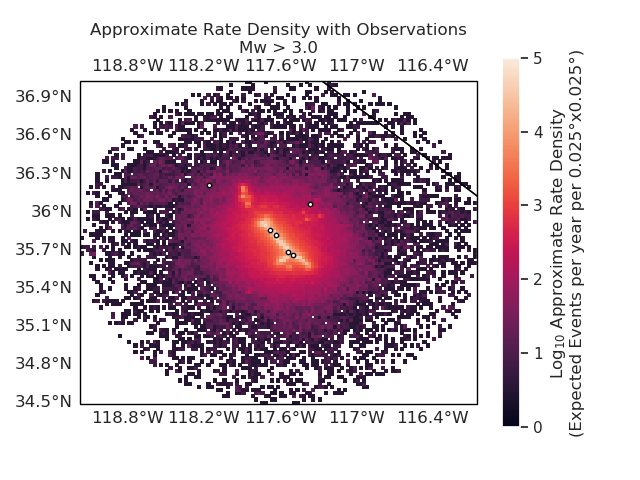 Approximate Rate Density with Observations
Mw > 3.0
118.8°W 118.2°W 117.6°W 117°W 116.4°W
36.9°N
36.6°N
36.3°N
36°N
35.7°N
35.4°N
35.1°N
34.8°N
34.5°N
118.8°W 118.2°W 117.6°W 117°W 116.4°W
5
4
3
2
1
0
Log₁₀ Approximate Rate Density
(Expected Events per year per 0.025°x0.025°)